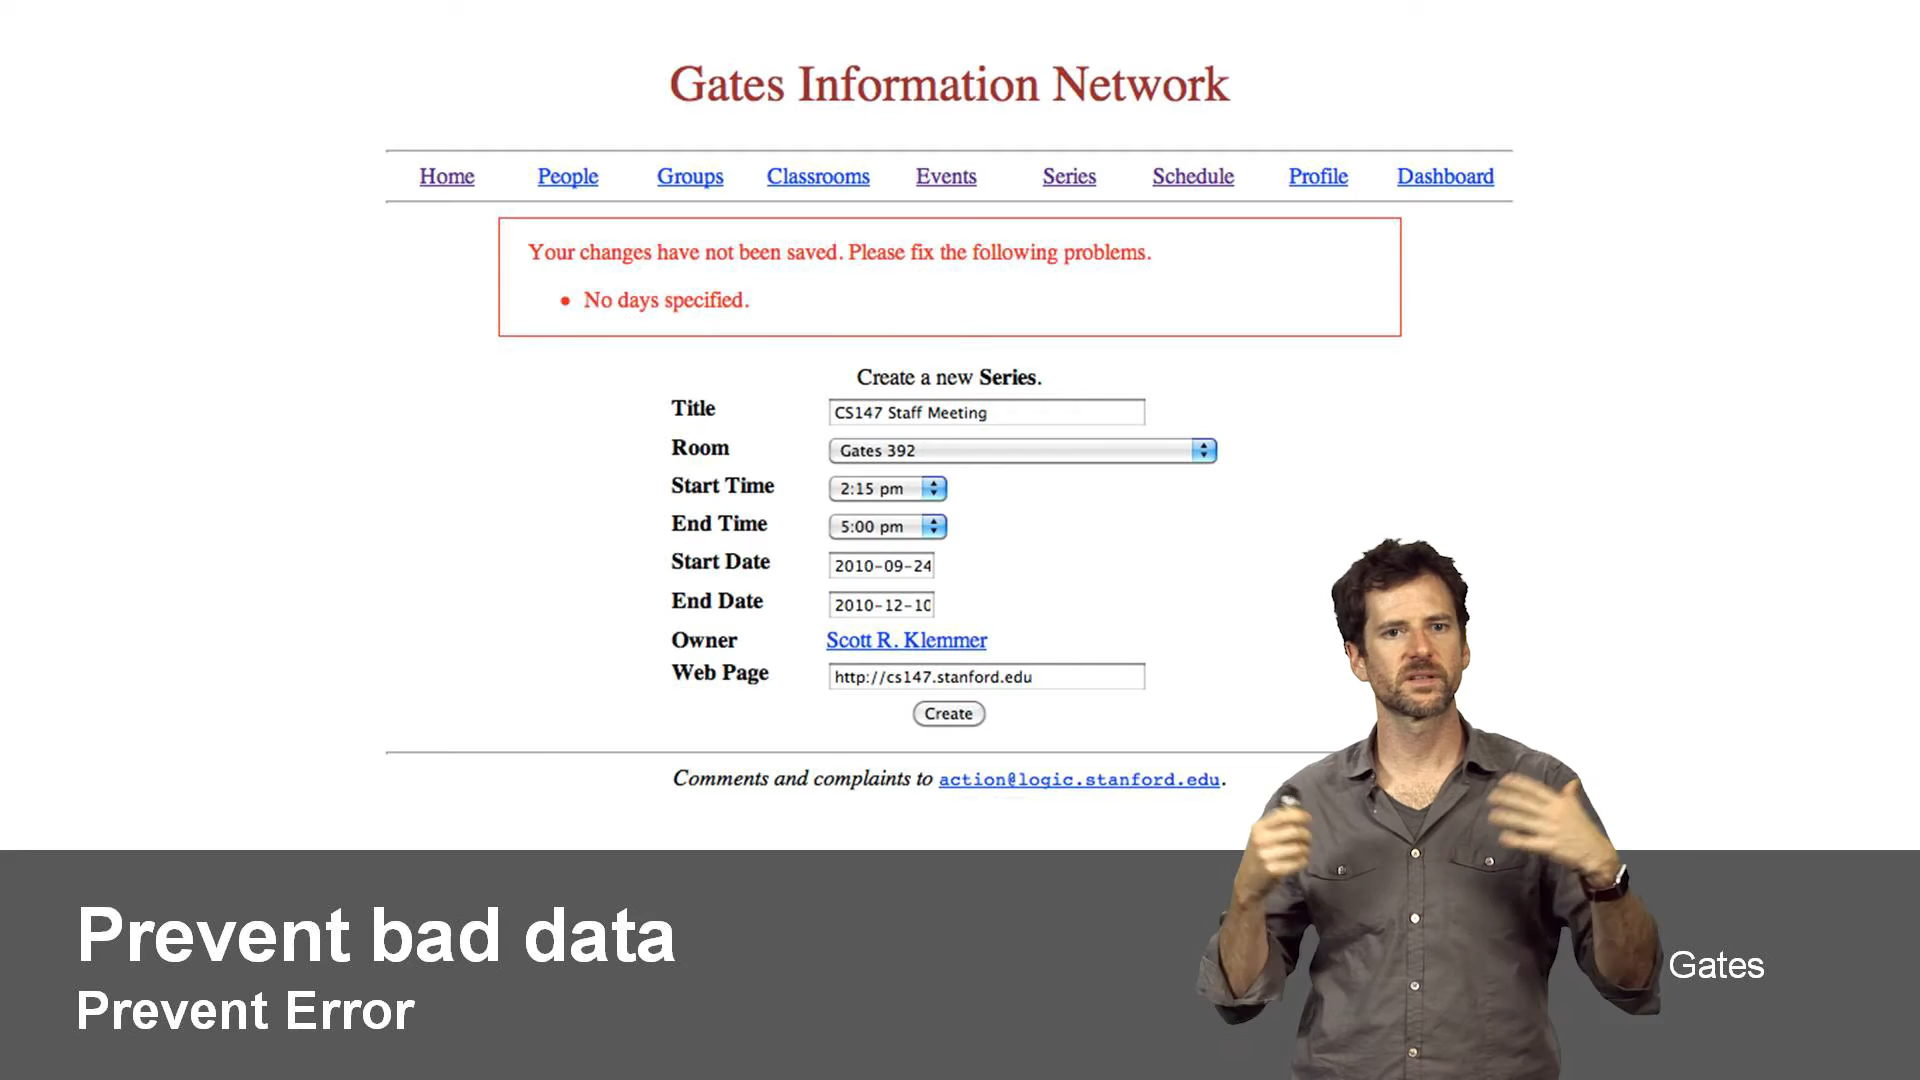 Gates Information Network
Home People Groups Classrooms Events Series Schedule Profile Dashboard
Your changes have not been saved. Please fix the following problems.
• No days specified.
Create a new Series.
Title CS147 Staff Meeting
Room Gates 392
Start Time 2:15 pm
End Time 5:00 pm
Start Date 2010-09-24
End Date 2010-12-10
Owner Scott R. Klemmer
Web Page http://cs147.stanford.edu
Create
Comments and complaints to action@logic.stanford.edu.
Prevent bad data
Prevent Error
Gates